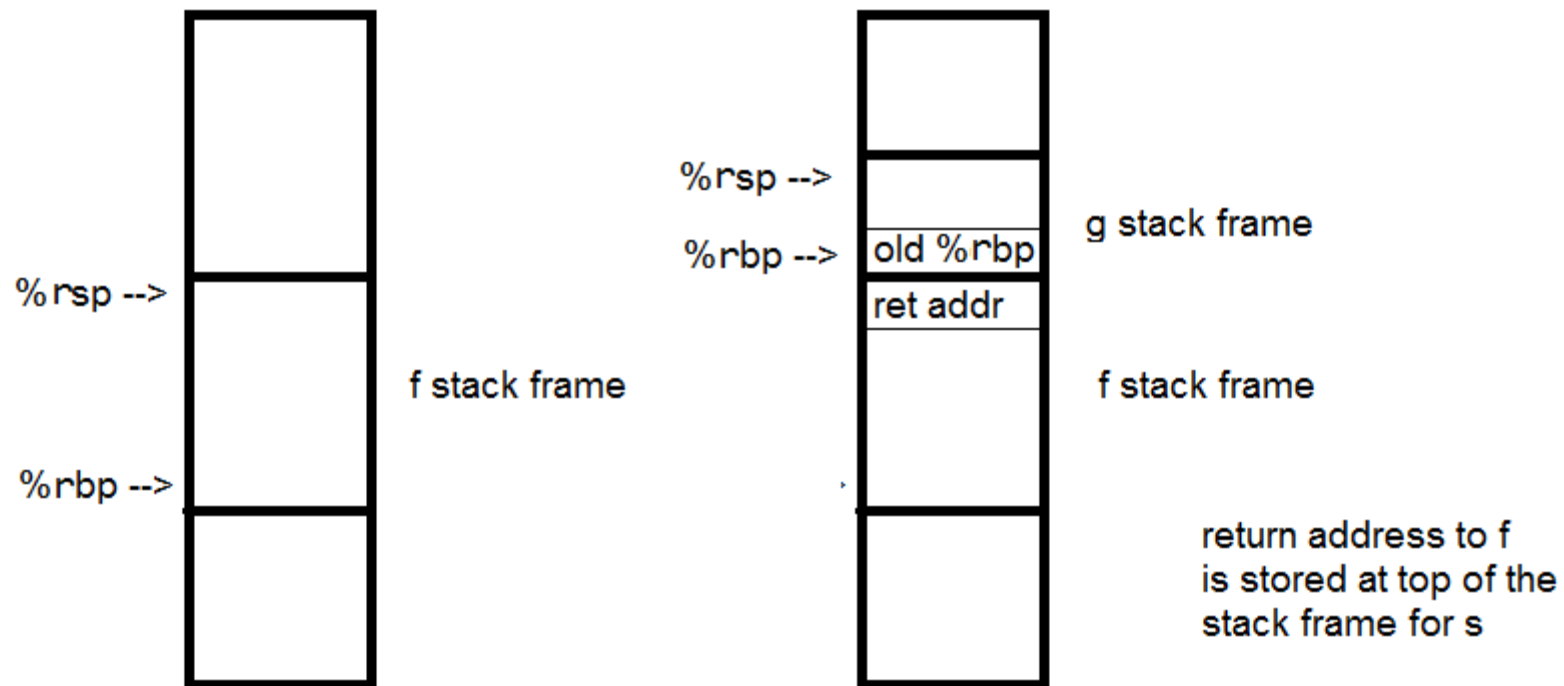 %rsp -->
g stack frame
%rbp -->
old %rbp
%rsp -->
ret addr
f stack frame
f stack frame
%rbp -->
return address to f
is stored at top of the
stack frame for s